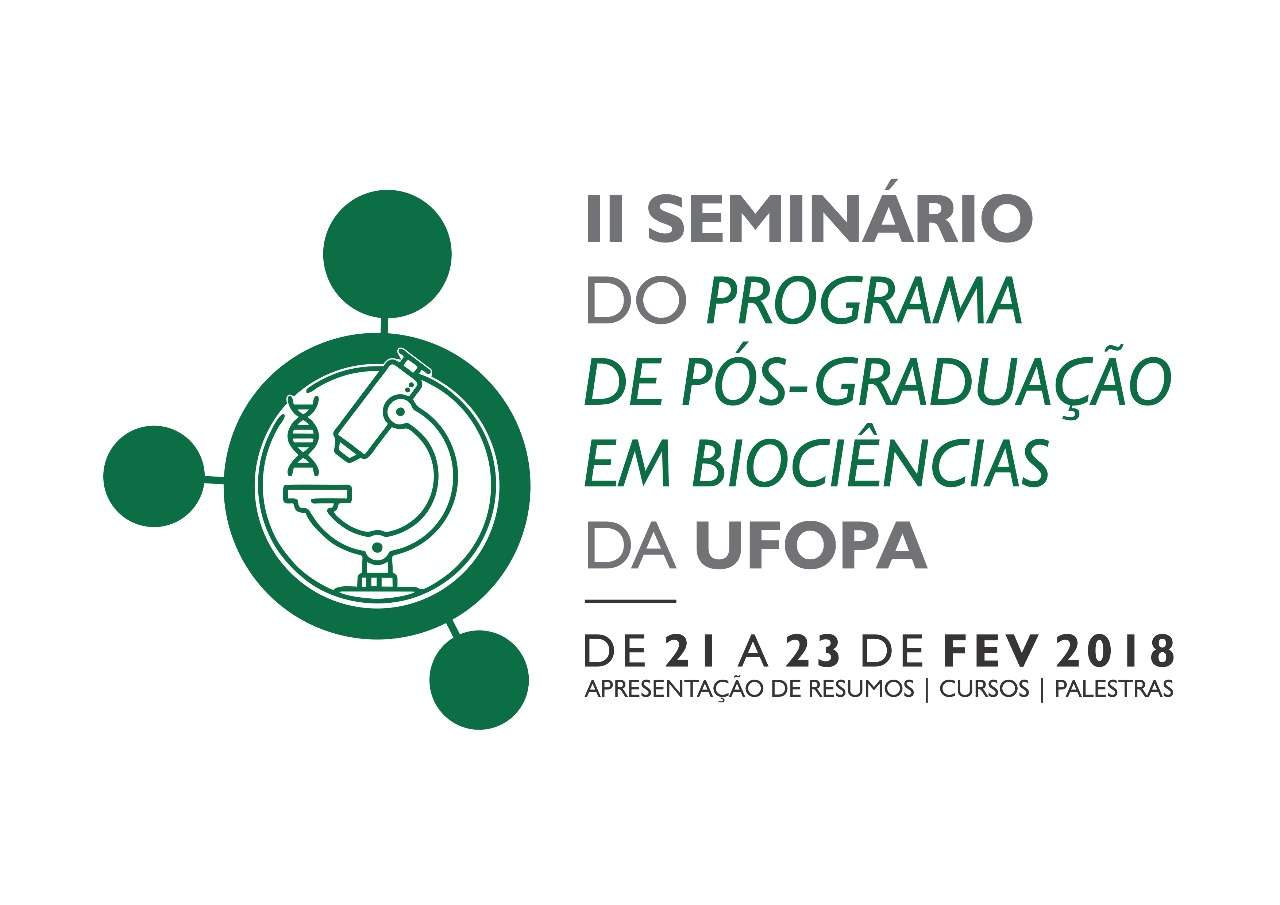 II SEMINÁRIO
DO PROGRAMA
DE PÓS-GRADUAÇÃO
EM BIOCIÊNCIAS
DA UFOPA
DE 21 A 23 DE FEV 2018
APRESENTAÇÃO DE RESUMOS | CURSOS | PALESTRAS